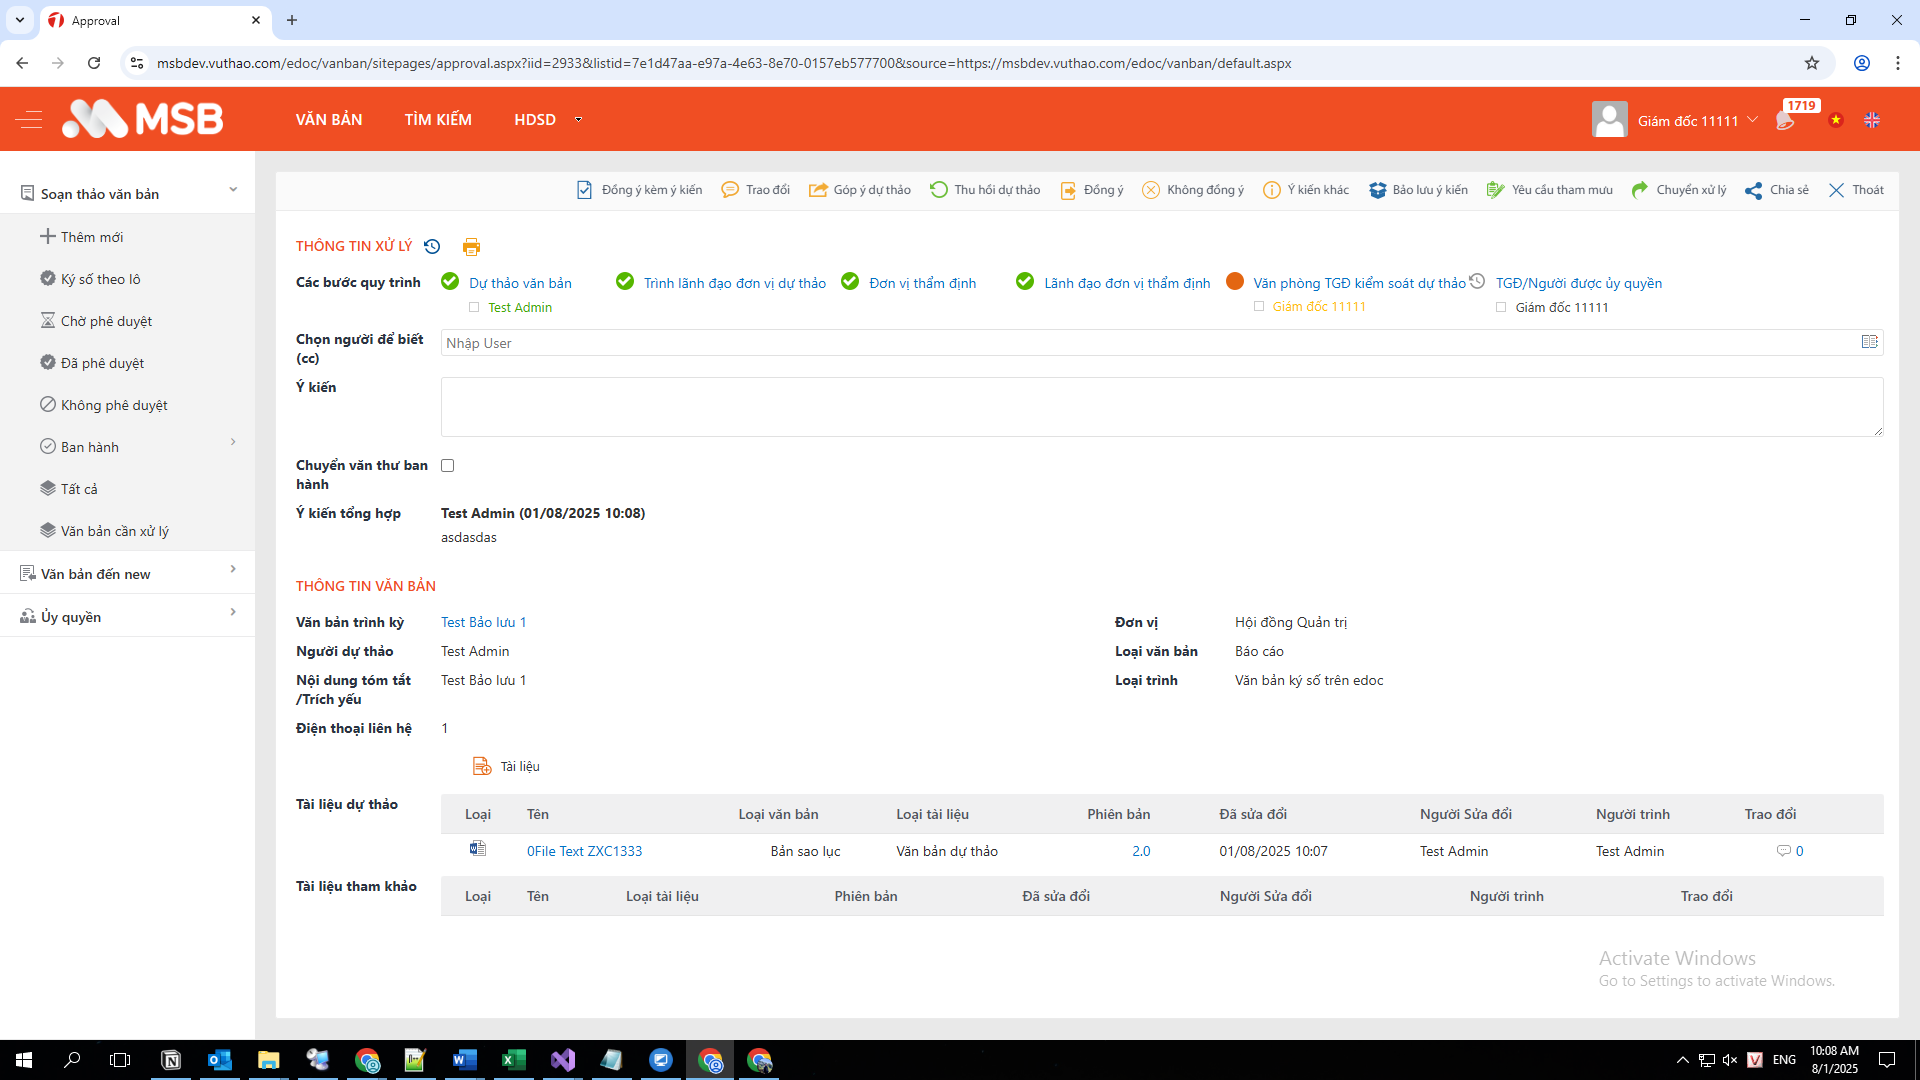 Approval
msbdev.vuthao.com/edoc/vanban/sitepages/approval.aspx?iid=2933&listid=7e1d47aa-e97a-4e63-8e70-0157eb577700&source=https://msbdev.vuthao.com/edoc/vanban/default.aspx
MSB
VĂN BẢN
TÌM KIẾM
HDSD
Giám đốc 11111
1719
Soạn thảo văn bản
Thêm mới
Ký số theo lô
Chờ phê duyệt
Đã phê duyệt
Không phê duyệt
Ban hành
Tất cả
Văn bản cần xử lý
Văn bản đến new
Ủy quyền
Đồng ý kèm ý kiến
Trao đổi
Góp ý dự thảo
Thu hồi dự thảo
Đồng ý
Không đồng ý
Ý kiến khác
Bảo lưu ý kiến
Yêu cầu tham mưu
Chuyển xử lý
Chia sẻ
Thoát
THÔNG TIN XỬ LÝ
Các bước quy trình
Dự thảo văn bản
Trình lãnh đạo đơn vị dự thảo
Đơn vị thẩm định
Lãnh đạo đơn vị thẩm định
Văn phòng TGĐ kiểm soát dự thảo
TGĐ/Người được ủy quyền
Test Admin
Giám đốc 11111
Giám đốc 11111
Chọn người để biết
(cc)
Nhập User
Ý kiến
Chuyển văn thư ban
hành
Ý kiến tổng hợp
Test Admin (01/08/2025 10:08)
asdasdas
THÔNG TIN VĂN BẢN
Văn bản trình ký
Test Bảo lưu 1
Đơn vị
Hội đồng Quản trị
Người dự thảo
Test Admin
Loại văn bản
Báo cáo
Nội dung tóm tắt
/Trích yếu
Test Bảo lưu 1
Loại trình
Văn bản ký số trên edoc
Điện thoại liên hệ
1
Tài liệu
Tài liệu dự thảo
Loại Tên Loại văn bản Loại tài liệu Phiên bản Đã sửa đổi Người Sửa đổi Người trình Trao đổi
0File Text ZXC1333 Bản sao lục Văn bản dự thảo 2.0 01/08/2025 10:07 Test Admin Test Admin 0
Tài liệu tham khảo
Loại Tên Loại tài liệu Phiên bản Đã sửa đổi Người Sửa đổi Người trình Trao đổi
Activate Windows
Go to Settings to activate Windows.
ENG
10:08 AM
8/1/2025